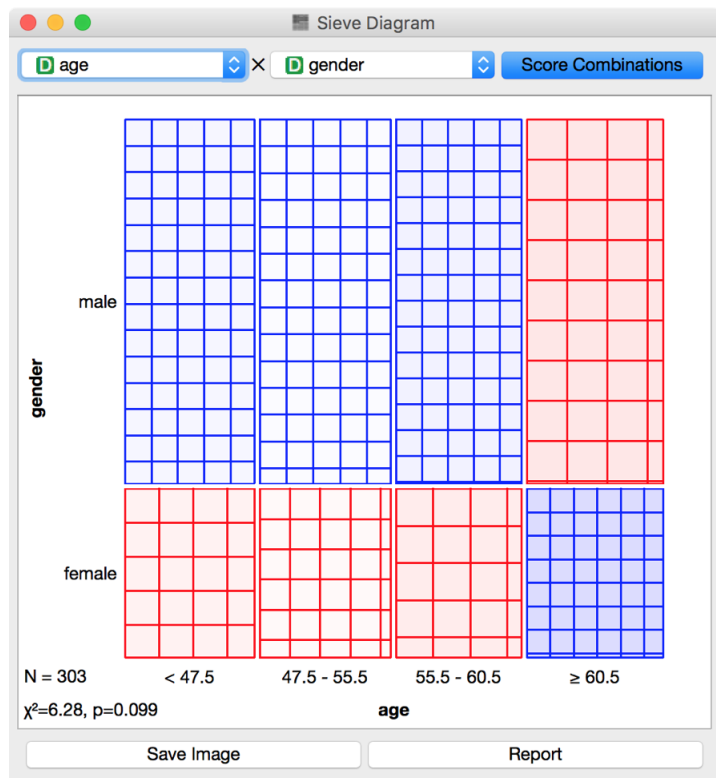 Sieve Diagram
D age × D gender Score Combinations
male
gender
female
N = 303 < 47.5 47.5 - 55.5 55.5 - 60.5 ≥ 60.5
χ²=6.28, p=0.099 age
Save Image Report